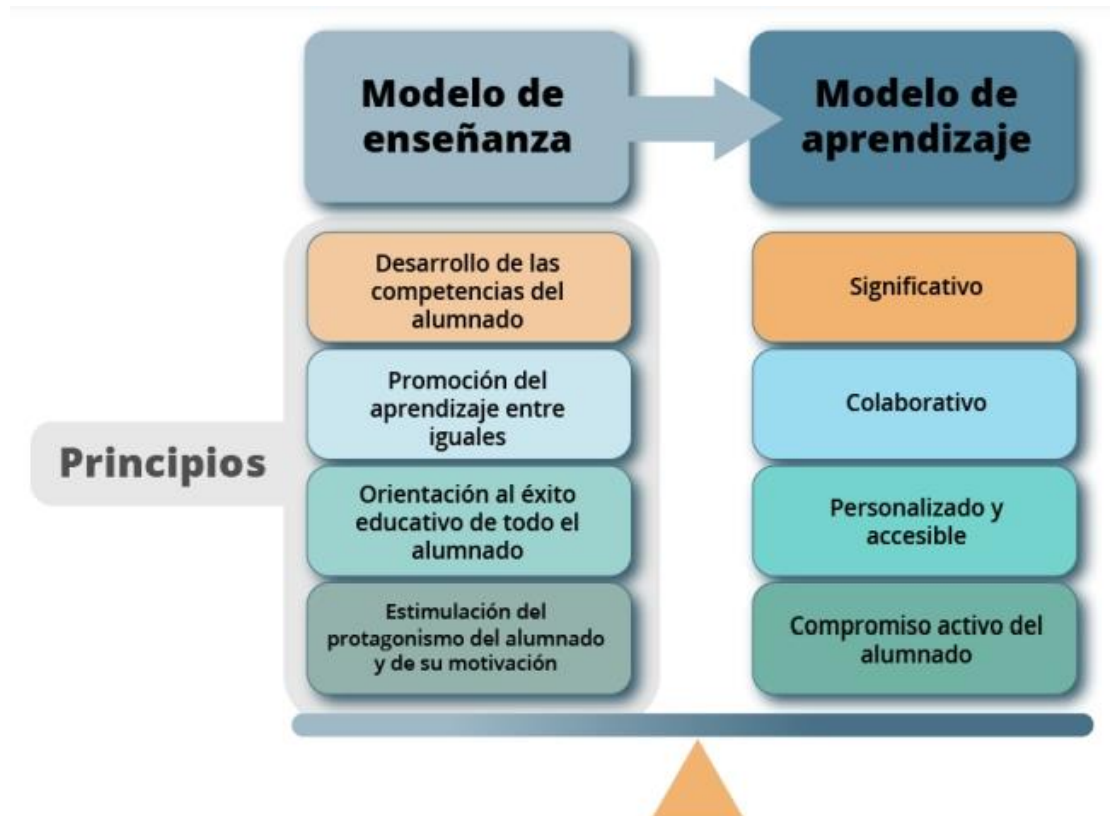 Modelo de
enseñanza
Modelo de
aprendizaje
Principios
Desarrollo de las
competencias del
alumnado
Significativo
Promoción del
aprendizaje entre
iguales
Colaborativo
Orientación al éxito
educativo de todo el
alumnado
Personalizado y
accesible
Estimulación del
protagonismo del alumnado
y de su motivación
Compromiso activo del
alumnado